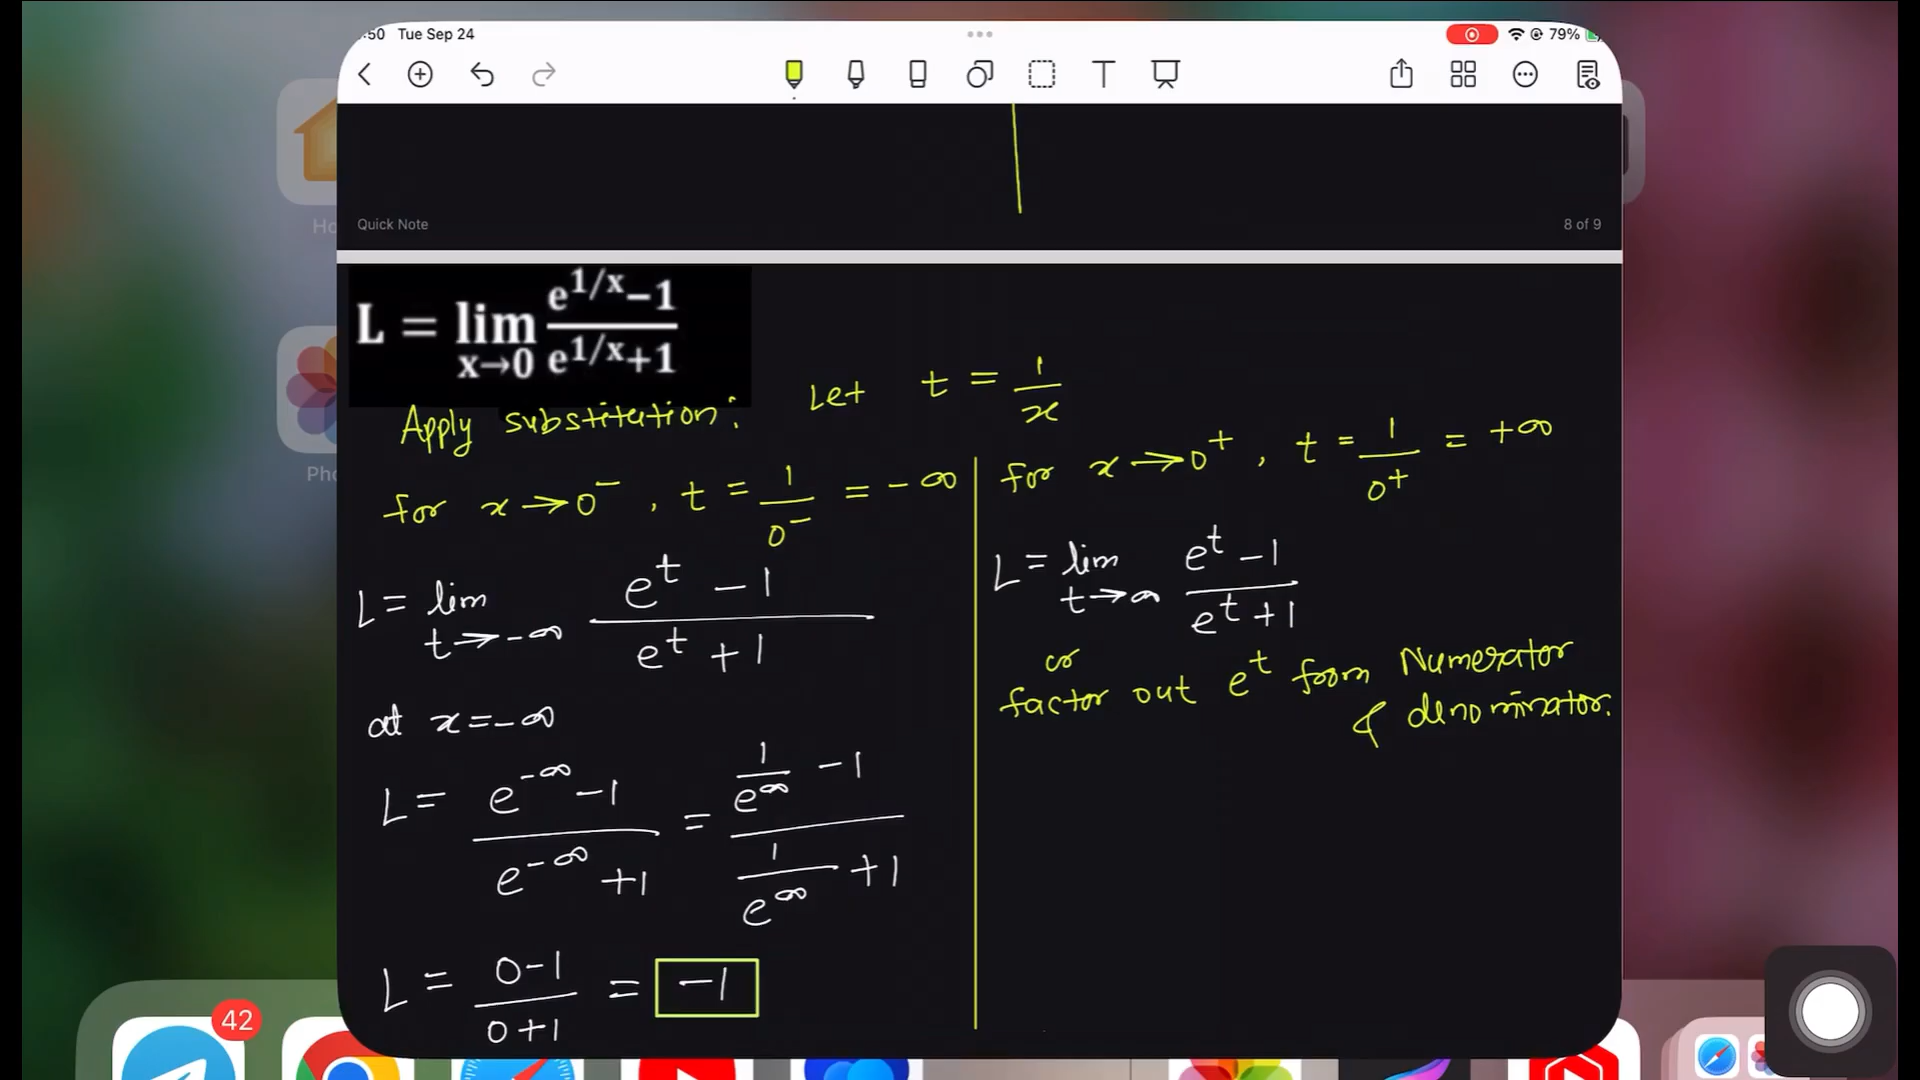 :50 Tue Sep 24
79%
Quick Note
8 of 9
L = lim x→0 (e^1/x − 1)/(e^1/x + 1)
Apply substitution: Let t = 1/x
for x → 0⁻, t = 1/0⁻ = −∞
L = lim t→−∞ (e^t − 1)/(e^t + 1)
at x = −∞
L = (e^−∞ − 1)/(e^−∞ + 1) = (1/e^∞ − 1)/(1/e^∞ + 1)
L = (0−1)/(0+1) = −1
for x → 0⁺, t = 1/0⁺ = +∞
L = lim t→∞ (e^t − 1)/(e^t + 1)
or
factor out e^t from Numerator
& denominator.
Ho
Pho
42